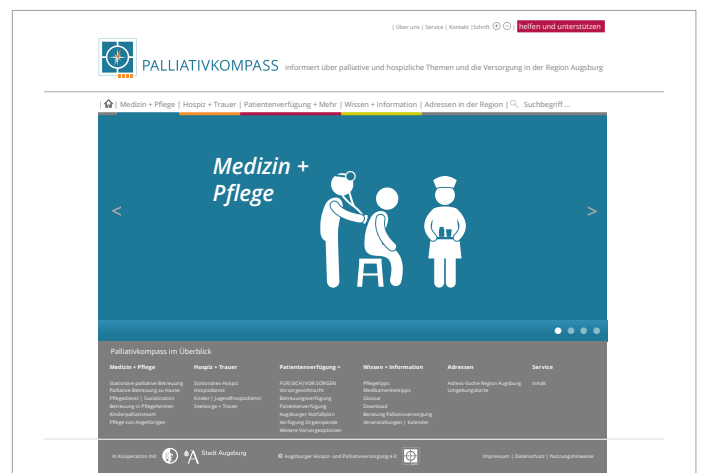 | Über uns | Service | Kontakt |Schrift + − | helfen und unterstützen
PALLIATIVKOMPASS informiert über palliative und hospizliche Themen und die Versorgung in der Region Augsburg
| | Medizin + Pflege | Hospiz + Trauer | Patientenverfügung + Mehr | Wissen + Information | Adressen in der Region | Suchbegriff ...
Medizin +
Pflege
< >
Palliativkompass im Überblick
Medizin + Pflege
Stationäre palliative Betreuung
Palliative Betreuung zu Hause
Pflegedienst | Sozialstation
Betreuung in Pflegeheimen
Kinderpalliativteam
Pflege von Angehörigen
Hospiz + Trauer
Stationäres Hospiz
Hospizdienst
Kinder-| Jugendhospizdienst
Seelsorge + Trauer
Patientenverfügung +
FÜR|SICH|VOR SORGEN
Vorsorgevollmacht
Betreuungsverfügung
Patientenverfügung
Augsburger Notfallplan
Verfügung Organspende
Weitere Vorsorgeoptionen
Wissen + Information
Pflegetipps
Medikamententipps
Glossar
Download
Beratung Palliativversorgung
Veranstaltungen | Kalender
Adressen
Adress-Suche Region Augsburg
Umgebungskarte
Service
Inhalt
In Kooperation mit A Stadt Augsburg © Augsburger Hospiz- und Palliativversorgung e.V. Impressum | Datenschutz | Nutzungshinweise